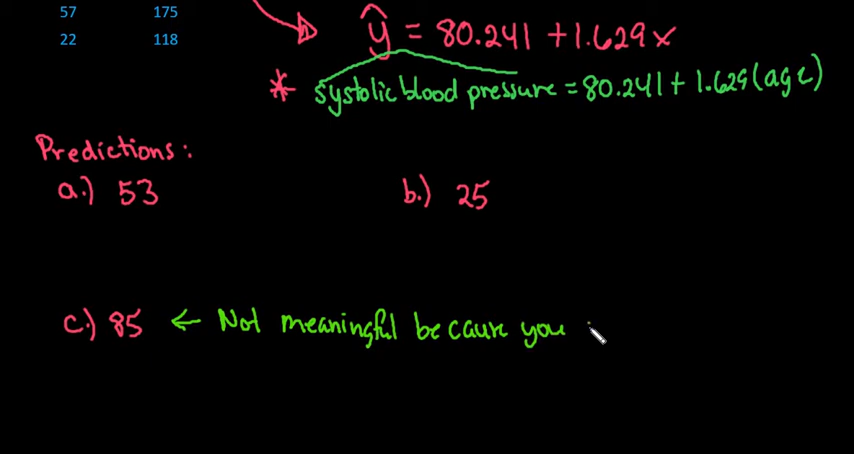 57 175
22 118
ŷ = 80.241 + 1.629x
* systolic blood pressure = 80.241 + 1.629(age)
Predictions:
a.) 53 b.) 25
c.) 85 ← Not meaningful because you